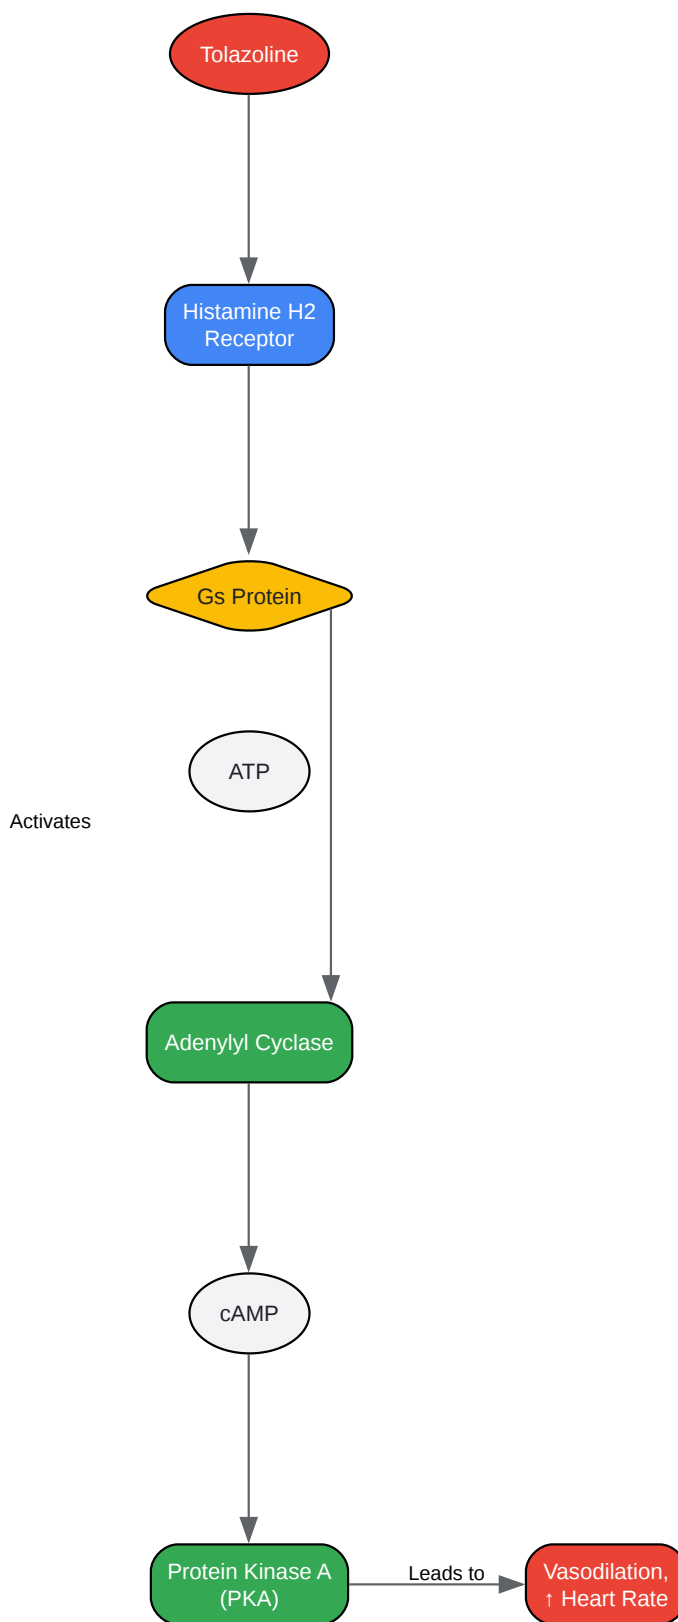 Tolazoline
Histamine H2
Receptor
Gs Protein
ATP
Activates
Adenylyl Cyclase
cAMP
Protein Kinase A
(PKA)
Leads to
Vasodilation,
↑ Heart Rate